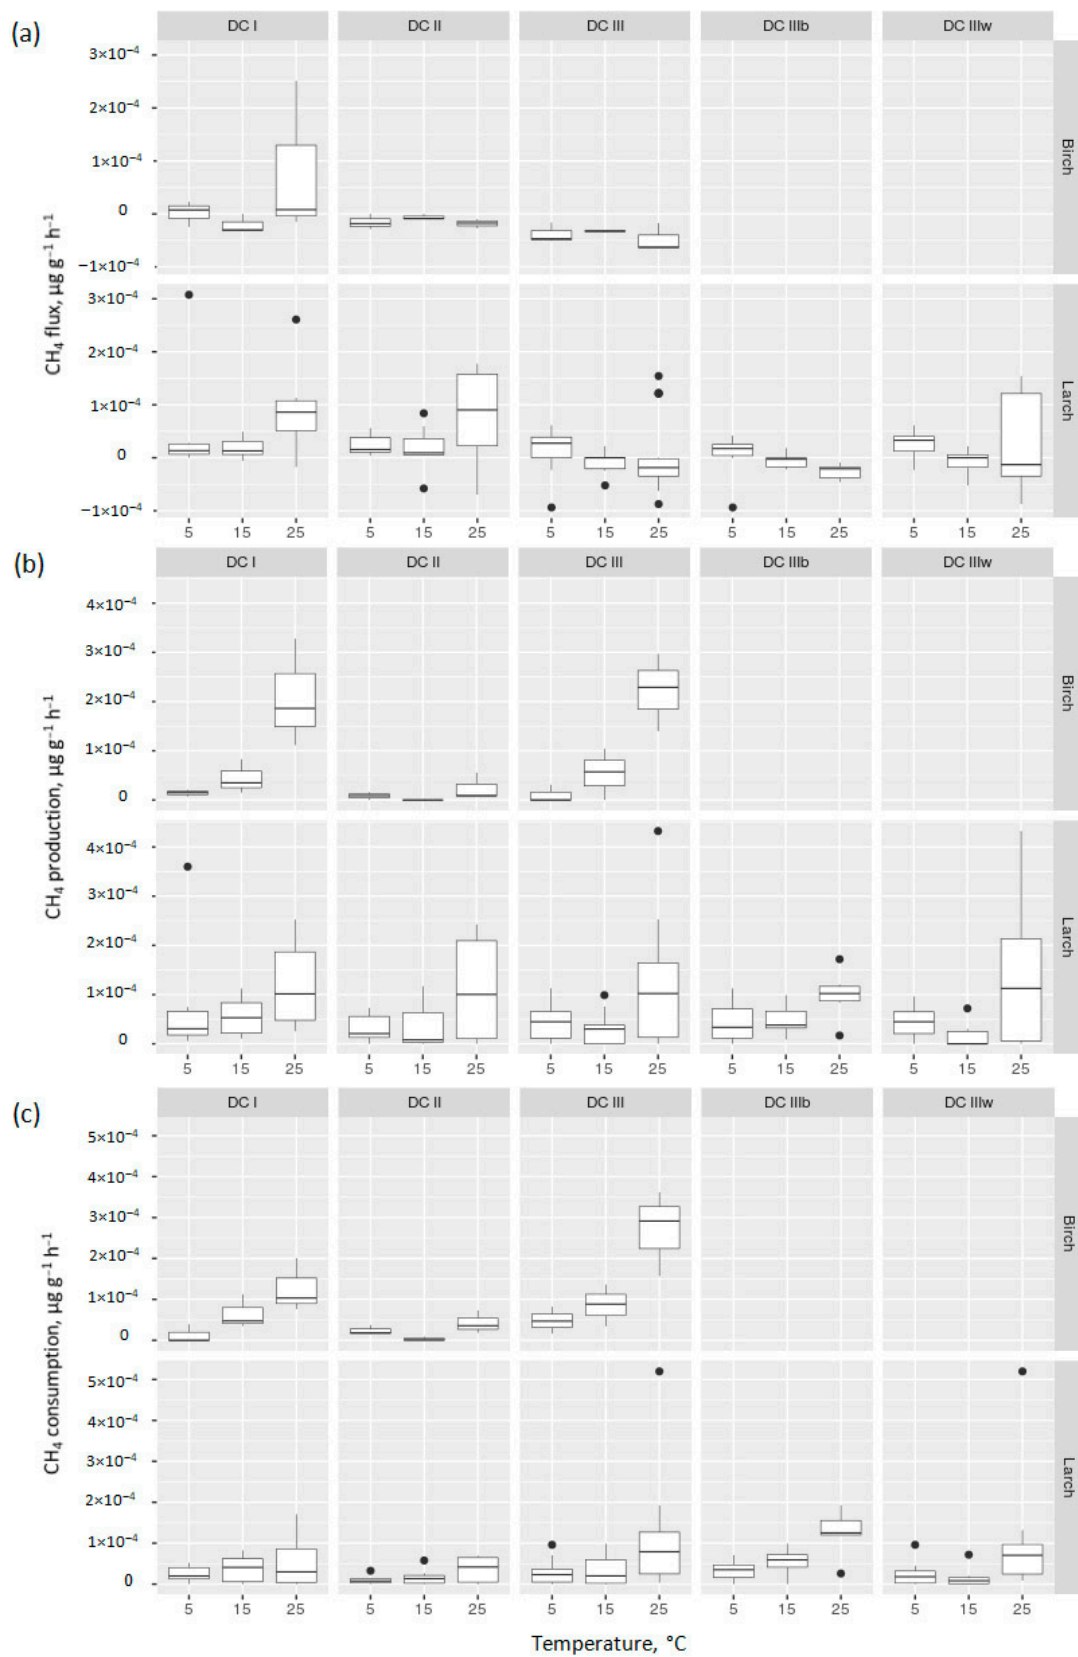 (a)
DC I DC II DC III DC IIIb DC IIIw
3×10⁻⁴
2×10⁻⁴
1×10⁻⁴
0
−1×10⁻⁴
Birch
3×10⁻⁴
2×10⁻⁴
1×10⁻⁴
0
−1×10⁻⁴
Larch
CH₄ flux, µg g⁻¹ h⁻¹
5 15 25 5 15 25 5 15 25 5 15 25 5 15 25
(b)
DC I DC II DC III DC IIIb DC IIIw
4×10⁻⁴
3×10⁻⁴
2×10⁻⁴
1×10⁻⁴
0
Birch
4×10⁻⁴
3×10⁻⁴
2×10⁻⁴
1×10⁻⁴
0
Larch
CH₄ production, µg g⁻¹ h⁻¹
5 15 25 5 15 25 5 15 25 5 15 25 5 15 25
(c)
DC I DC II DC III DC IIIb DC IIIw
5×10⁻⁴
4×10⁻⁴
3×10⁻⁴
2×10⁻⁴
1×10⁻⁴
0
Birch
5×10⁻⁴
4×10⁻⁴
3×10⁻⁴
2×10⁻⁴
1×10⁻⁴
0
Larch
CH₄ consumption, µg g⁻¹ h⁻¹
5 15 25 5 15 25 5 15 25 5 15 25 5 15 25
Temperature, °C